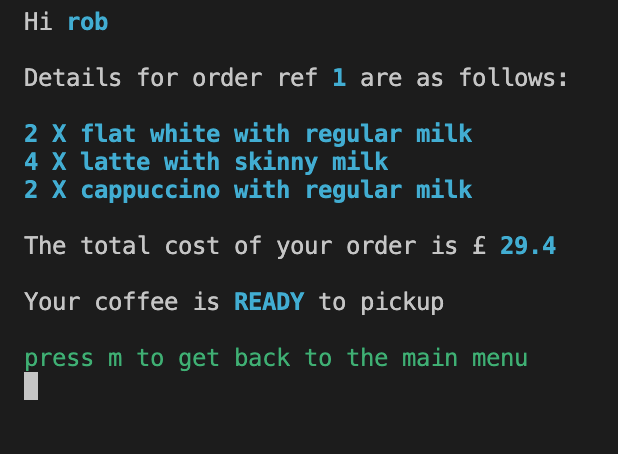 Hi rob
Details for order ref 1 are as follows:
2 X flat white with regular milk
4 X latte with skinny milk
2 X cappuccino with regular milk
The total cost of your order is £ 29.4
Your coffee is READY to pickup
press m to get back to the main menu